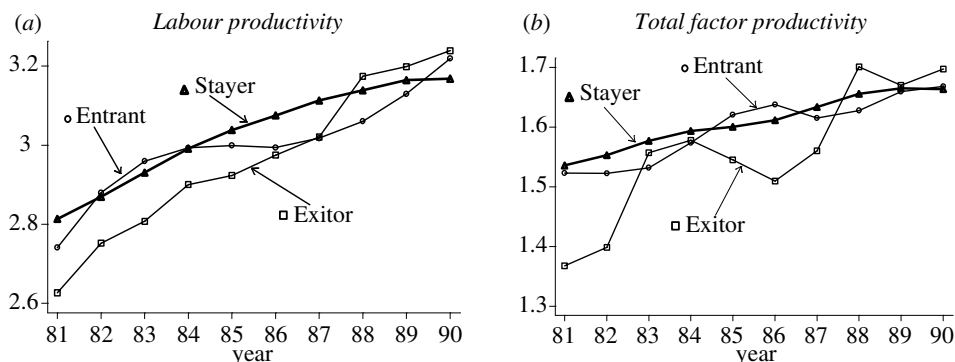 (a) Labour productivity
3.2
3
2.8
2.6
Stayer
Entrant
Exitor
81 82 83 84 85 86 87 88 89 90
year
(b) Total factor productivity
1.7
1.6
1.5
1.4
1.3
Entrant
Stayer
Exitor
81 82 83 84 85 86 87 88 89 90
year